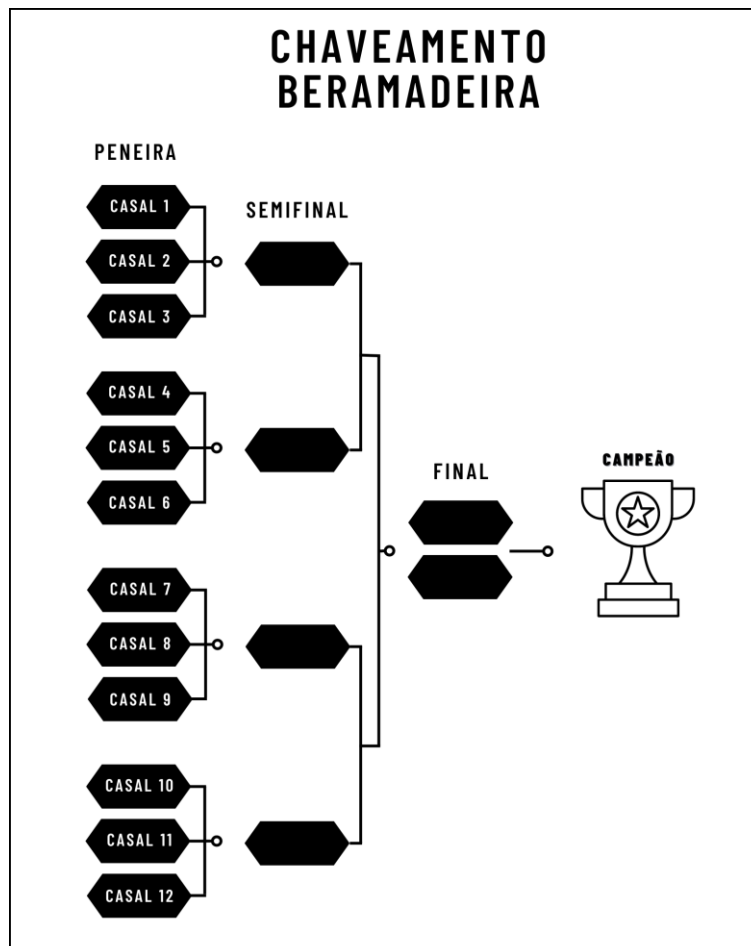 CHAVEAMENTO
BERAMADEIRA
PENEIRA
CASAL 1
CASAL 2
CASAL 3
CASAL 4
CASAL 5
CASAL 6
CASAL 7
CASAL 8
CASAL 9
CASAL 10
CASAL 11
CASAL 12
SEMIFINAL
FINAL
CAMPEÃO